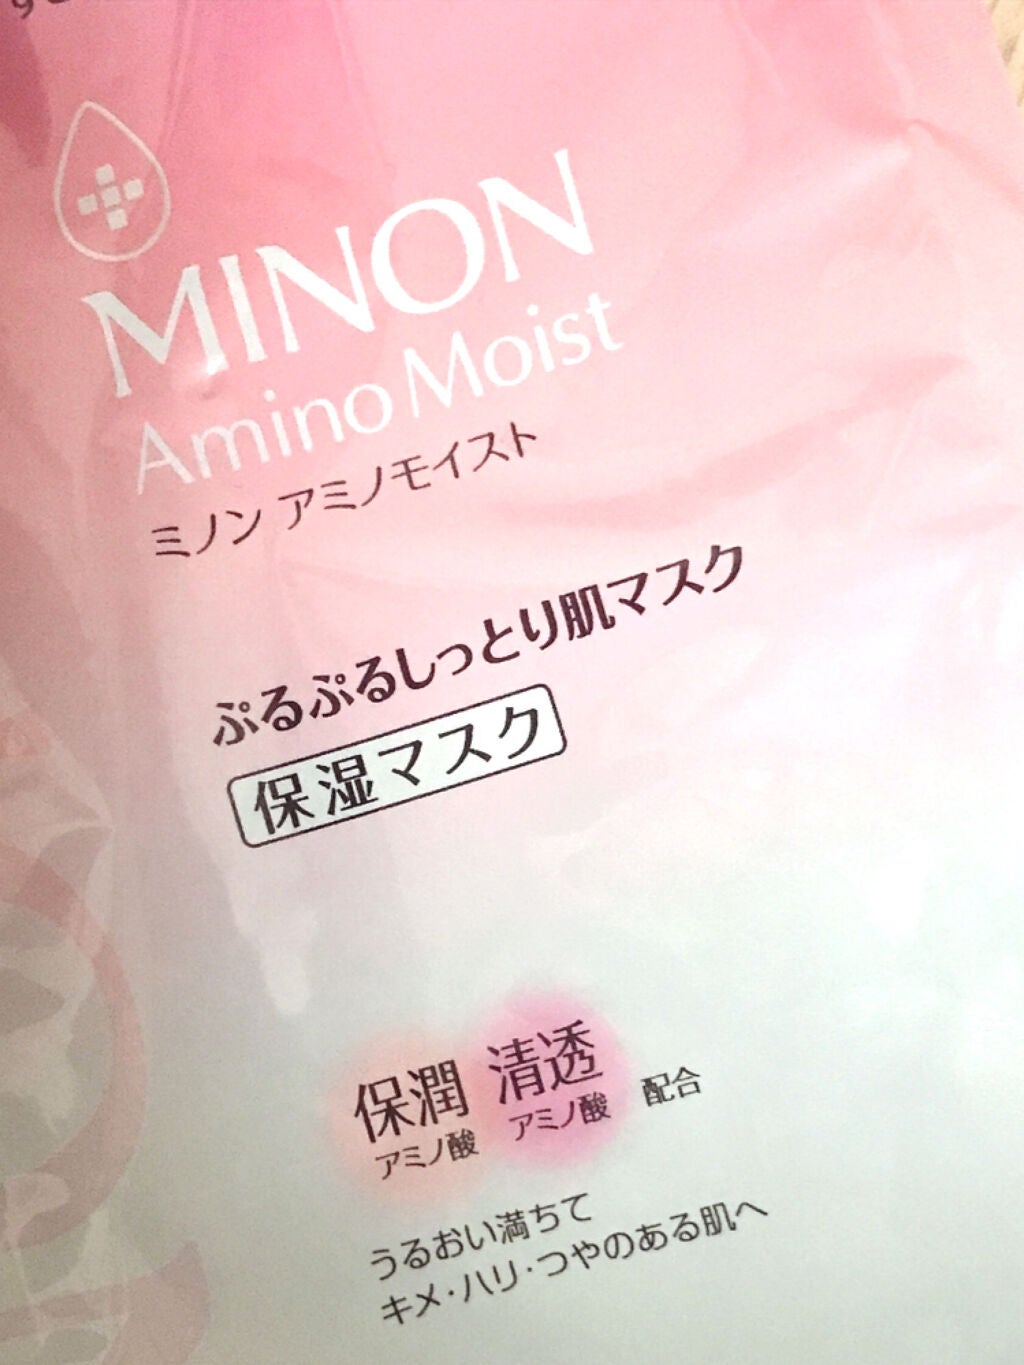 MINON
Amino Moist
ミノン アミノモイスト
ぷるぷるしっとり肌マスク
保湿マスク
保潤 清透 配合
アミノ酸 アミノ酸
うるおい満ちて
キメ・ハリ・つやのある肌へ